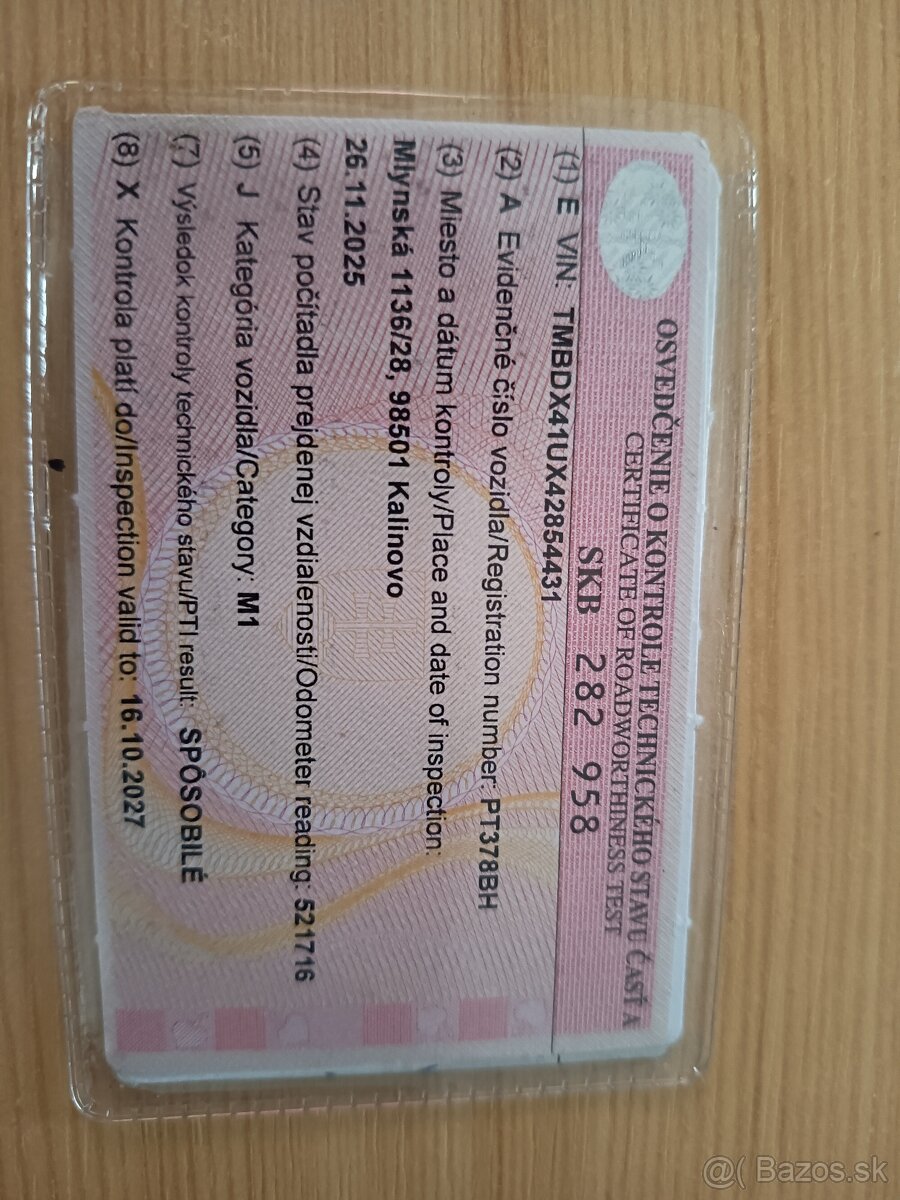 OSVEDČENIE O KONTROLE TECHNICKÉHO STAVU ČASŤ A
CERTIFICATE OF ROADWORTHINESS TEST
SKB 282 958
(1) E VIN: TMBDX41UX42854431
(2) A Evidenčné číslo vozidla/Registration number: PT378BH
(3) Miesto a dátum kontroly/Place and date of inspection:
Mlynská 1136/28, 98501 Kalinovo
26.11.2025
(4) Stav počítadla prejdenej vzdialenosti/Odometer reading: 521716
(5) J Kategória vozidla/Category: M1
(7) Výsledok kontroly technického stavu/PTI result: SPÔSOBILÉ
(8) X Kontrola platí do/Inspection valid to: 16.10.2027
@( Bazos.sk